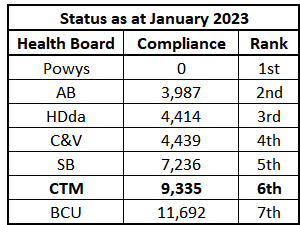 Status as at January 2023
Health Board Compliance Rank
Powys 0 1st
AB 3,987 2nd
HDda 4,414 3rd
C&V 4,439 4th
SB 7,236 5th
CTM 9,335 6th
BCU 11,692 7th